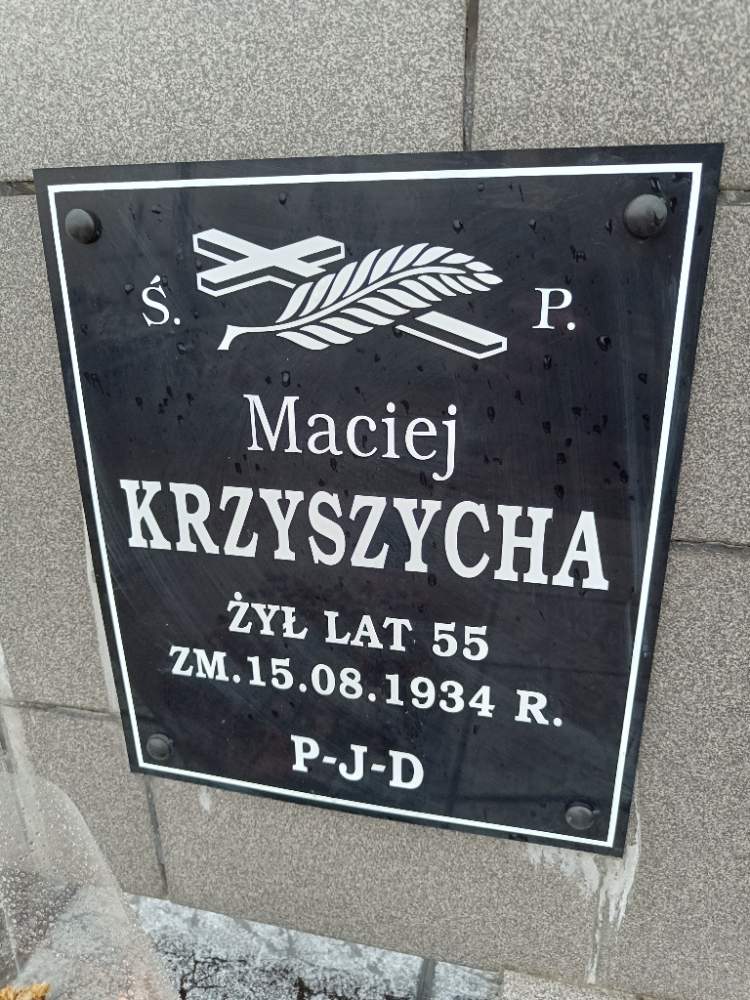 Ś. P.
Maciej
KRZYSZYCHA
ŻYŁ LAT 55
ZM.15.08.1934 R.
P-J-D